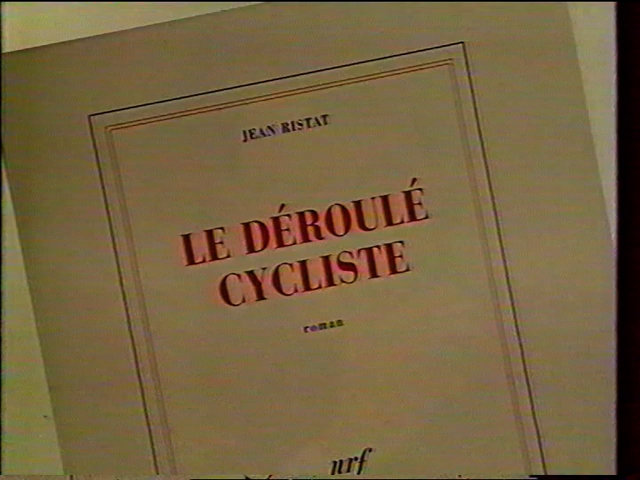 JEAN RISTAT
LE DÉROULÉ
CYCLISTE
roman
nrf